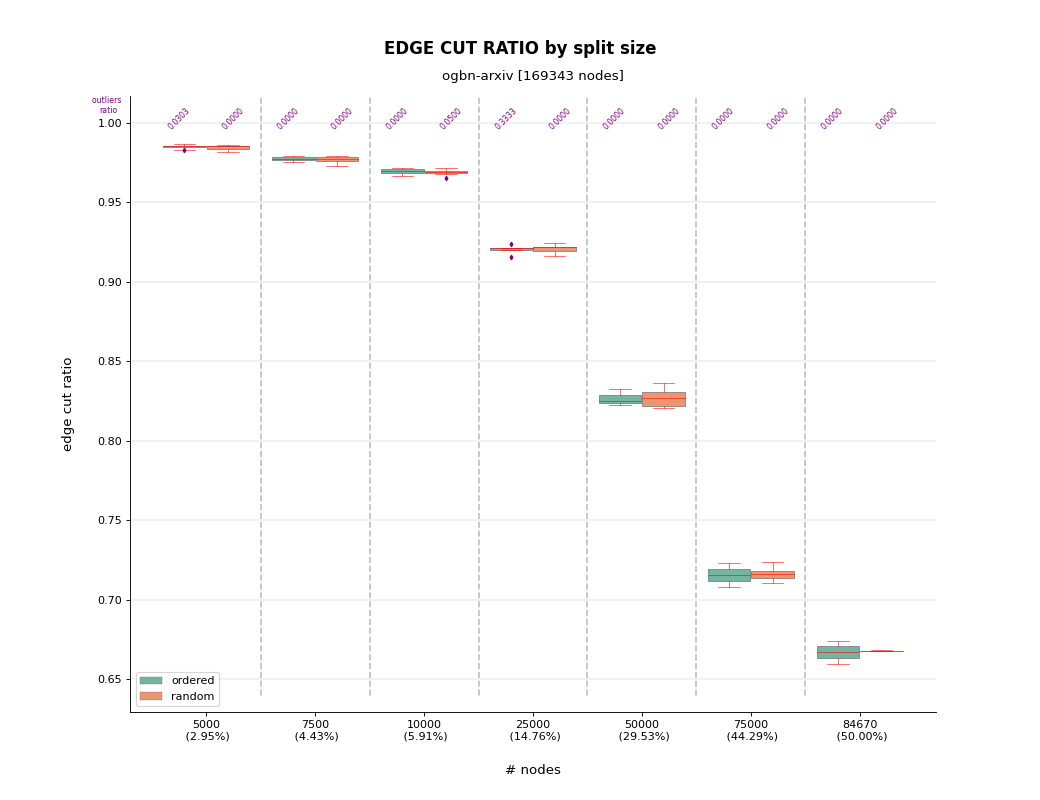 EDGE CUT RATIO by split size
ogbn-arxiv [169343 nodes]
outliers
ratio
0.0303 0.0000 0.0000 0.0000 0.0000 0.0500 0.3333 0.0000 0.0000 0.0000 0.0000 0.0000 0.0000 0.0000
1.00
0.95
0.90
0.85
0.80
0.75
0.70
0.65
edge cut ratio
ordered
random
5000 7500 10000 25000 50000 75000 84670
(2.95%) (4.43%) (5.91%) (14.76%) (29.53%) (44.29%) (50.00%)
# nodes